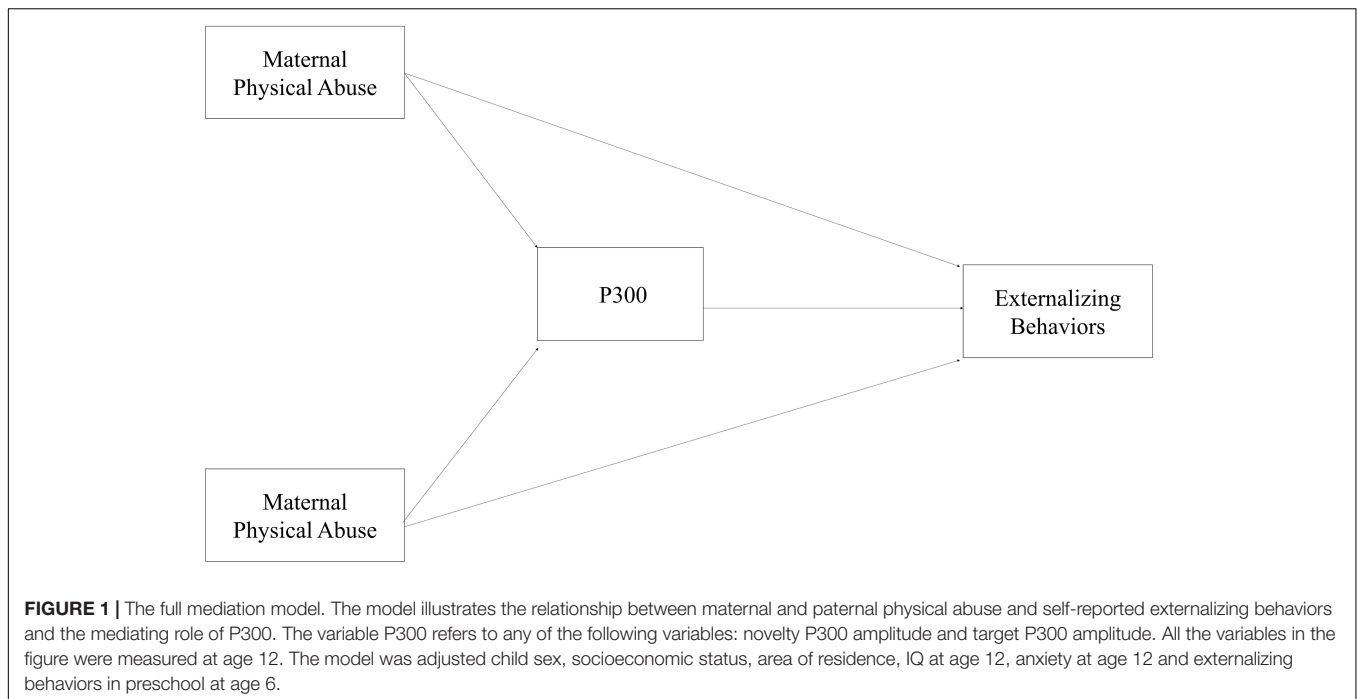 Maternal
Physical Abuse
P300
Externalizing
Behaviors
Maternal
Physical Abuse
FIGURE 1 | The full mediation model. The model illustrates the relationship between maternal and paternal physical abuse and self-reported externalizing behaviors
and the mediating role of P300. The variable P300 refers to any of the following variables: novelty P300 amplitude and target P300 amplitude. All the variables in the
figure were measured at age 12. The model was adjusted child sex, socioeconomic status, area of residence, IQ at age 12, anxiety at age 12 and externalizing
behaviors in preschool at age 6.